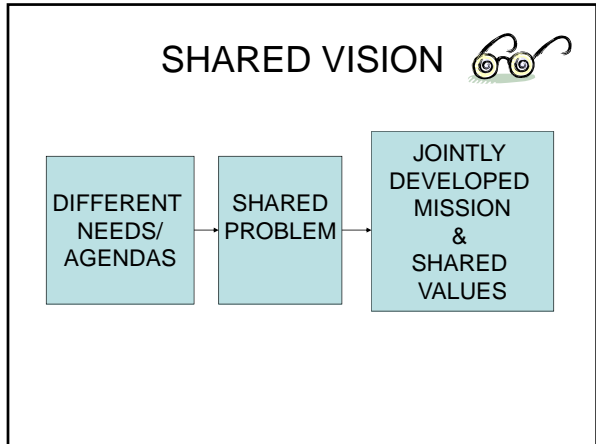 SHARED VISION
DIFFERENT
NEEDS/
AGENDAS
SHARED
PROBLEM
JOINTLY
DEVELOPED
MISSION
&
SHARED
VALUES